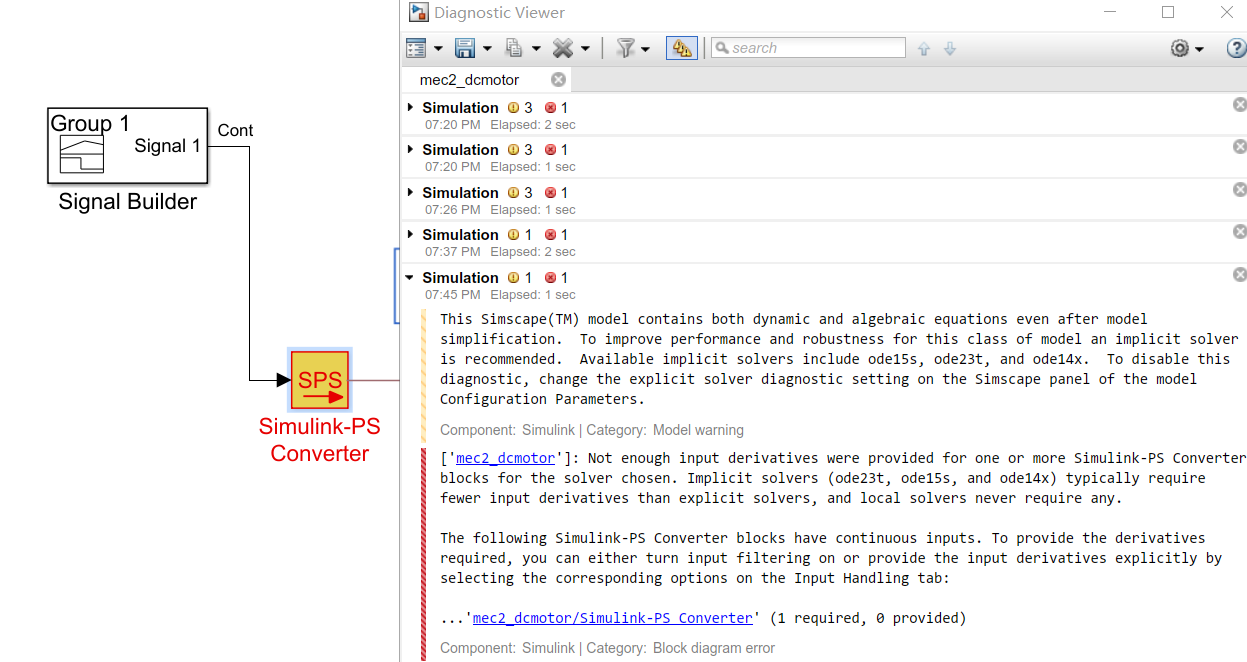 Diagnostic Viewer
search
mec2_dcmotor
Simulation 3 1
07:20 PM Elapsed: 2 sec
Simulation 3 1
07:20 PM Elapsed: 1 sec
Simulation 3 1
07:26 PM Elapsed: 1 sec
Simulation 1 1
07:37 PM Elapsed: 2 sec
Simulation 1 1
07:45 PM Elapsed: 1 sec
This Simscape(TM) model contains both dynamic and algebraic equations even after model
simplification.  To improve performance and robustness for this class of model an implicit solver
is recommended.  Available implicit solvers include ode15s, ode23t, and ode14x.  To disable this
diagnostic, change the explicit solver diagnostic setting on the Simscape panel of the model
Configuration Parameters.
Component: Simulink | Category: Model warning
['mec2_dcmotor']: Not enough input derivatives were provided for one or more Simulink-PS Converter
blocks for the solver chosen. Implicit solvers (ode23t, ode15s, and ode14x) typically require
fewer input derivatives than explicit solvers, and local solvers never require any.
The following Simulink-PS Converter blocks have continuous inputs. To provide the derivatives
required, you can either turn input filtering on or provide the input derivatives explicitly by
selecting the corresponding options on the Input Handling tab:
...'mec2_dcmotor/Simulink-PS Converter' (1 required, 0 provided)
Component: Simulink | Category: Block diagram error
Group 1
Signal 1
Cont
Signal Builder
SPS
Simulink-PS
Converter